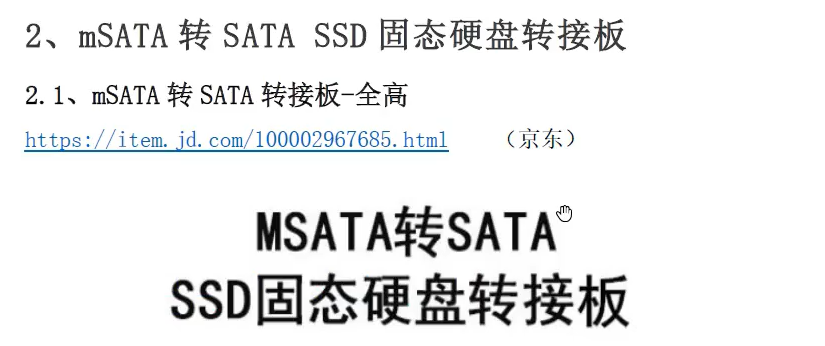 2、mSATA 转 SATA SSD 固态硬盘转接板
2.1、mSATA 转 SATA 转接板-全高
https://item.jd.com/100002967685.html （京东）
MSATA转SATA
SSD固态硬盘转接板